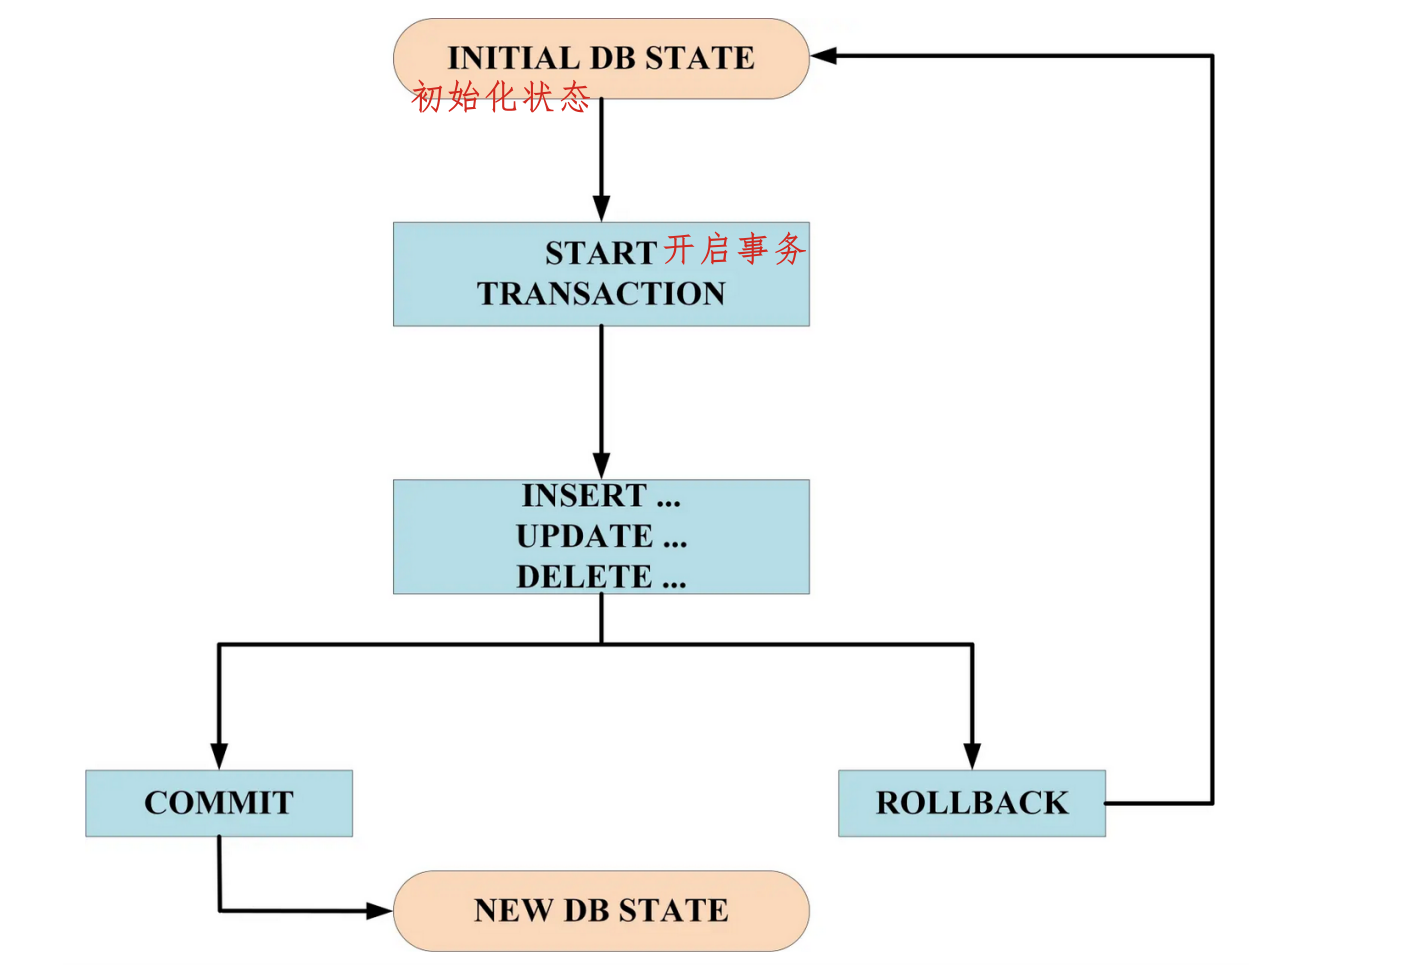 INITIAL DB STATE
初始化状态
START 开启事务
TRANSACTION
INSERT ...
UPDATE ...
DELETE ...
COMMIT
ROLLBACK
NEW DB STATE